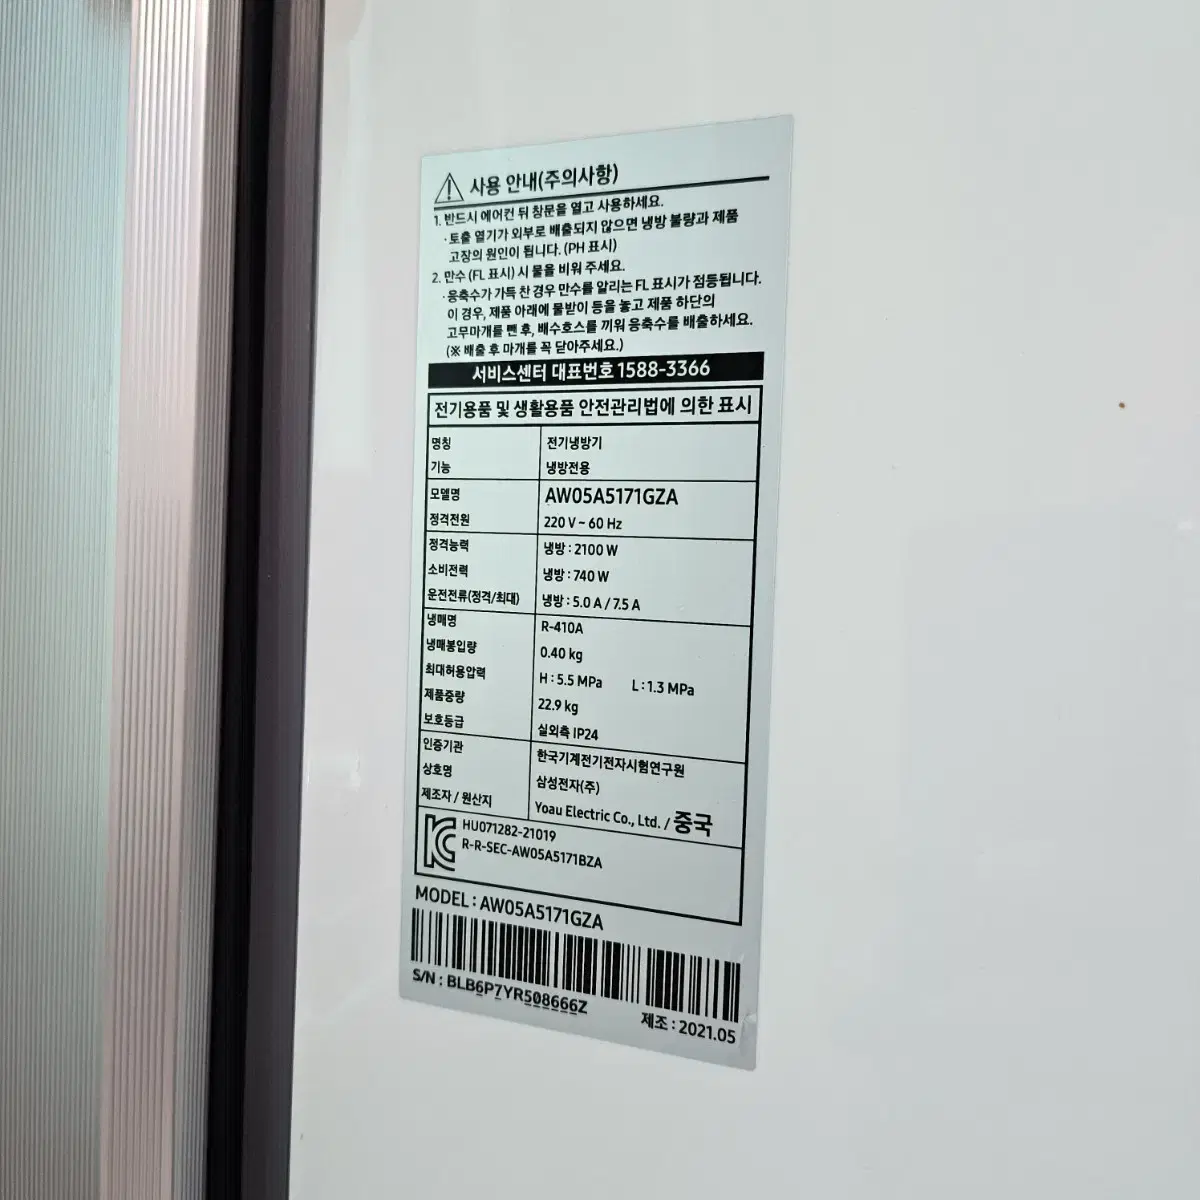 사용 안내(주의사항)
1. 반드시 에어컨 뒤 창문을 열고 사용하세요.
· 토출 열기가 외부로 배출되지 않으면 냉방 불량과 제품
고장의 원인이 됩니다. (PH 표시)
2. 만수 (FL 표시) 시 물을 비워 주세요.
· 응축수가 가득 찬 경우 만수를 알리는 FL 표시가 점등됩니다.
이 경우, 제품 아래에 물받이 등을 놓고 제품 하단의
고무마개를 뺀 후, 배수호스를 끼워 응축수를 배출하세요.
(※ 배출 후 마개를 꼭 닫아주세요.)
서비스센터 대표번호 1588-3366
전기용품 및 생활용품 안전관리법에 의한 표시
명칭 전기냉방기
기능 냉방전용
모델명 AW05A5171GZA
정격전원 220 V ~ 60 Hz
정격능력 냉방 : 2100 W
소비전력 냉방 : 740 W
운전전류(정격/최대) 냉방 : 5.0 A / 7.5 A
냉매명 R-410A
냉매봉입량 0.40 kg
최대허용압력 H : 5.5 MPa L : 1.3 MPa
제품중량 22.9 kg
보호등급 실외측 IP24
인증기관 한국기계전기전자시험연구원
상호명 삼성전자(주)
제조자 / 원산지 Yoau Electric Co., Ltd. / 중국
HU071282-21019
R-R-SEC-AW05A5171BZA
MODEL : AW05A5171GZA
S/N : BLB6P7YR508666Z
제조 : 2021.05